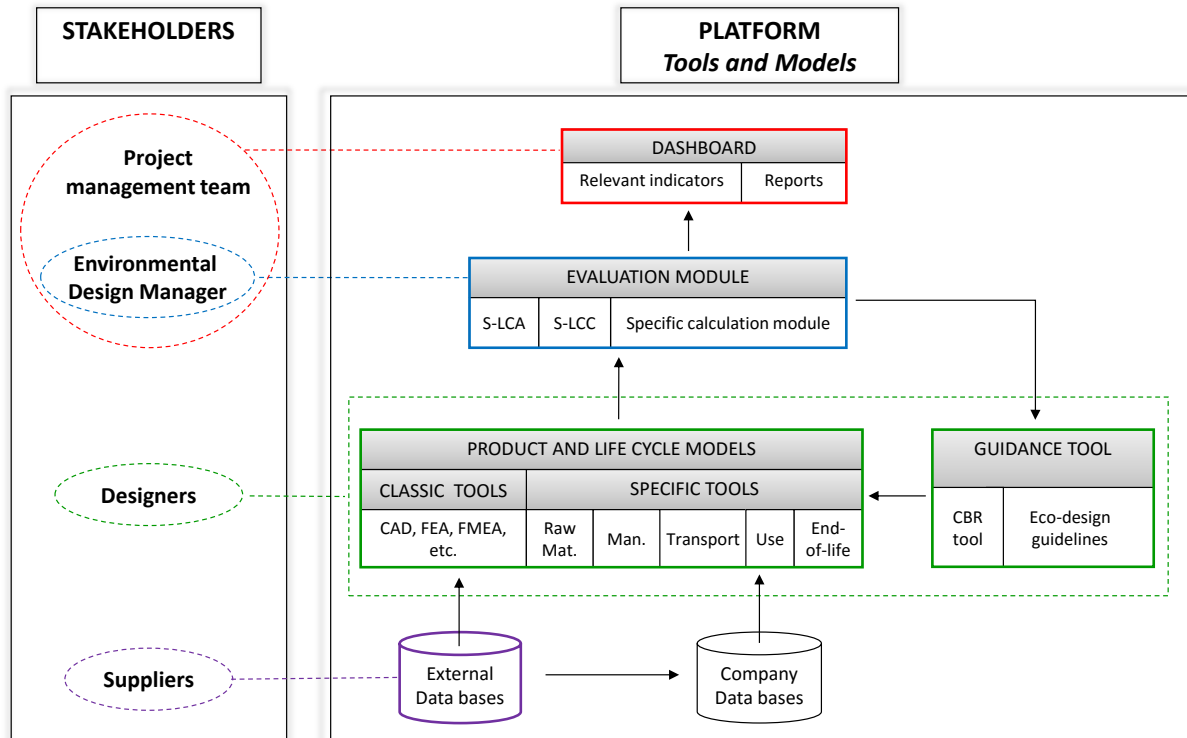 STAKEHOLDERS
PLATFORM
Tools and Models
Project
management team
Environmental
Design Manager
Designers
Suppliers
DASHBOARD
Relevant indicators
Reports
EVALUATION MODULE
S-LCA
S-LCC
Specific calculation module
PRODUCT AND LIFE CYCLE MODELS
CLASSIC TOOLS
SPECIFIC TOOLS
CAD, FEA, FMEA,
etc.
Raw
Mat.
Man.
Transport
Use
End-
of-life
GUIDANCE TOOL
CBR
tool
Eco-design
guidelines
External
Data bases
Company
Data bases